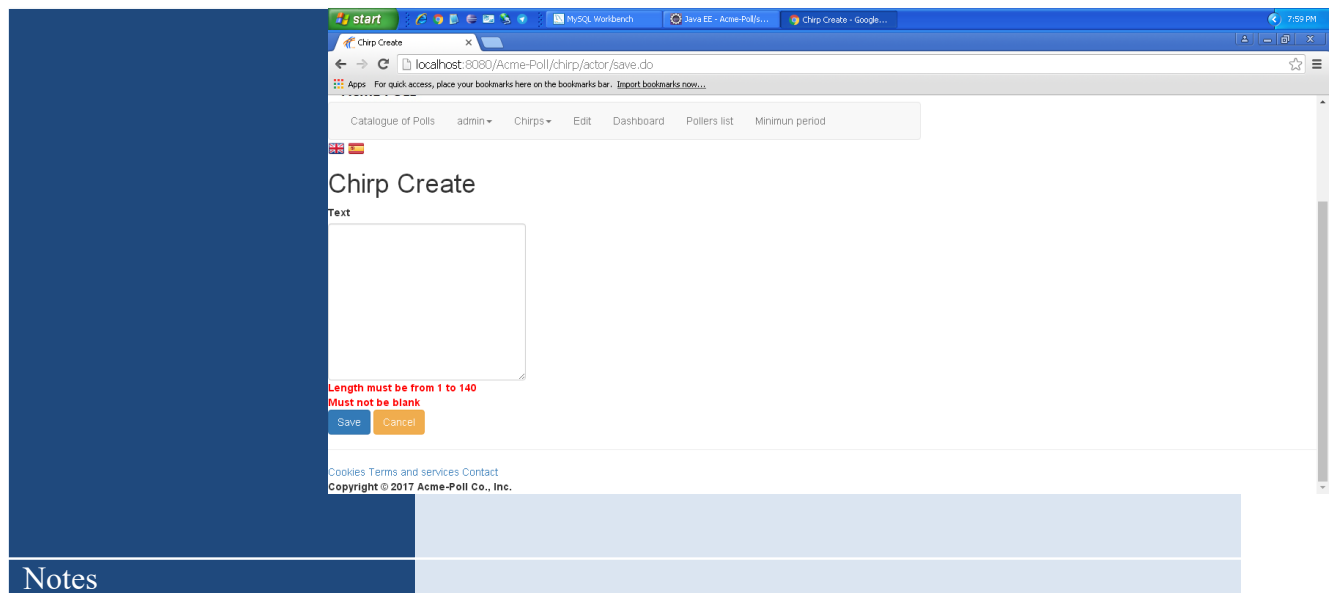 start MySQL Workbench Java EE - Acme-Poll/s... Chirp Create - Google... 7:59 PM
Chirp Create
localhost:8080/Acme-Poll/chirp/actor/save.do
Apps For quick access, place your bookmarks here on the bookmarks bar. Import bookmarks now...
Catalogue of Polls admin Chirps Edit Dashboard Pollers list Minimun period
Chirp Create
Text
Length must be from 1 to 140
Must not be blank
Save Cancel
Cookies Terms and services Contact
Copyright © 2017 Acme-Poll Co., Inc.
Notes